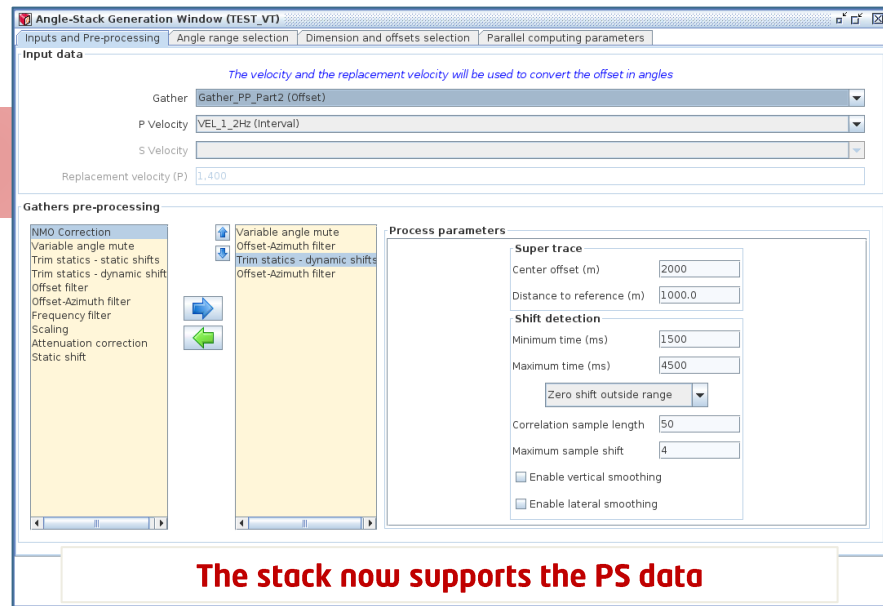 Angle-Stack Generation Window (TEST_VT)
Inputs and Pre-processing Angle range selection Dimension and offsets selection Parallel computing parameters
Input data
The velocity and the replacement velocity will be used to convert the offset in angles
Gather Gather_PP_Part2 (Offset)
P Velocity VEL_1_2Hz (Interval)
S Velocity
Replacement velocity (P) 1,400
Gathers pre-processing
NMO Correction
Variable angle mute
Trim statics - static shifts
Trim statics - dynamic shift
Offset filter
Offset-Azimuth filter
Frequency filter
Scaling
Attenuation correction
Static shift
Variable angle mute
Offset-Azimuth filter
Trim statics - dynamic shifts
Offset-Azimuth filter
Process parameters
Super trace
Center offset (m) 2000
Distance to reference (m) 1000.0
Shift detection
Minimum time (ms) 1500
Maximum time (ms) 4500
Zero shift outside range
Correlation sample length 50
Maximum sample shift 4
Enable vertical smoothing
Enable lateral smoothing
The stack now supports the PS data